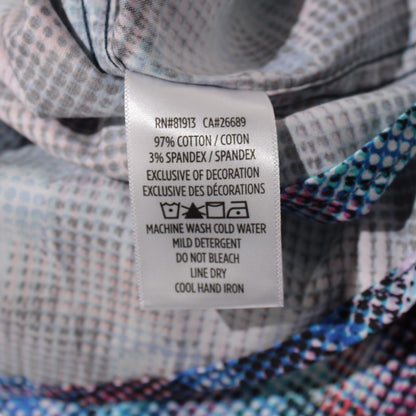 RN#81913 CA#26689
97% COTTON / COTON
3% SPANDEX / SPANDEX
EXCLUSIVE OF DECORATION
EXCLUSIVE DES DÉCORATIONS
MACHINE WASH COLD WATER
MILD DETERGENT
DO NOT BLEACH
LINE DRY
COOL HAND IRON